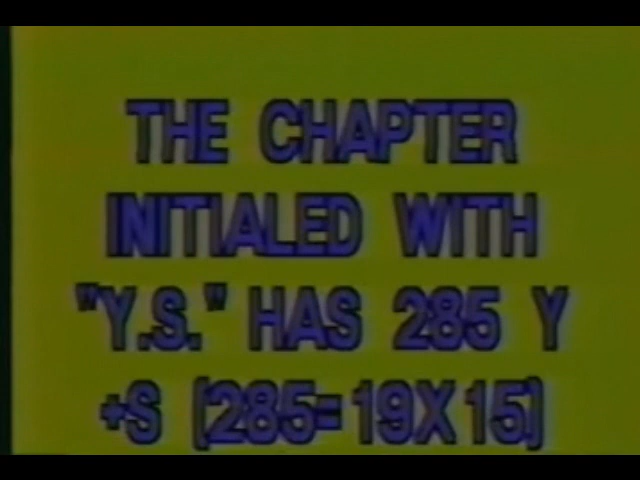 THE CHAPTER
INITIALED WITH
"Y.S." HAS 285 Y
+S (285=19X15)